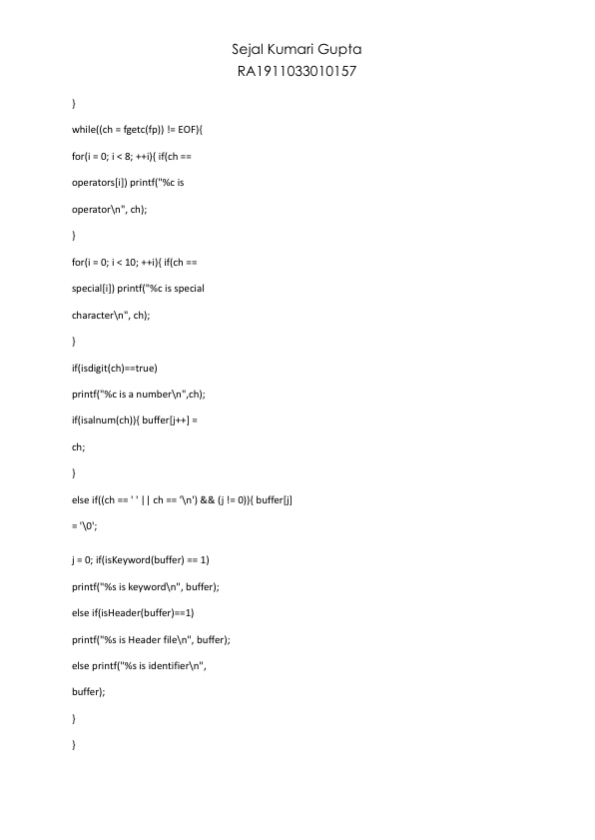 Sejal Kumari Gupta
RA1911033010157
}
while((ch = fgetc(fp)) != EOF){
for(i = 0; i < 8; ++i){ if(ch ==
operators[i]) printf("%c is
operator\n", ch);
}
for(i = 0; i < 10; ++i){ if(ch ==
special[i]) printf("%c is special
character\n", ch);
}
if(isdigit(ch)==true)
printf("%c is a number\n",ch);
if(isalnum(ch)){ buffer[j++] =
ch;
}
else if((ch == ' ' || ch == '\n') && (j != 0)){ buffer[j]
= '\0';
j = 0; if(isKeyword(buffer) == 1)
printf("%s is keyword\n", buffer);
else if(isHeader(buffer)==1)
printf("%s is Header file\n", buffer);
else printf("%s is identifier\n",
buffer);
}
}